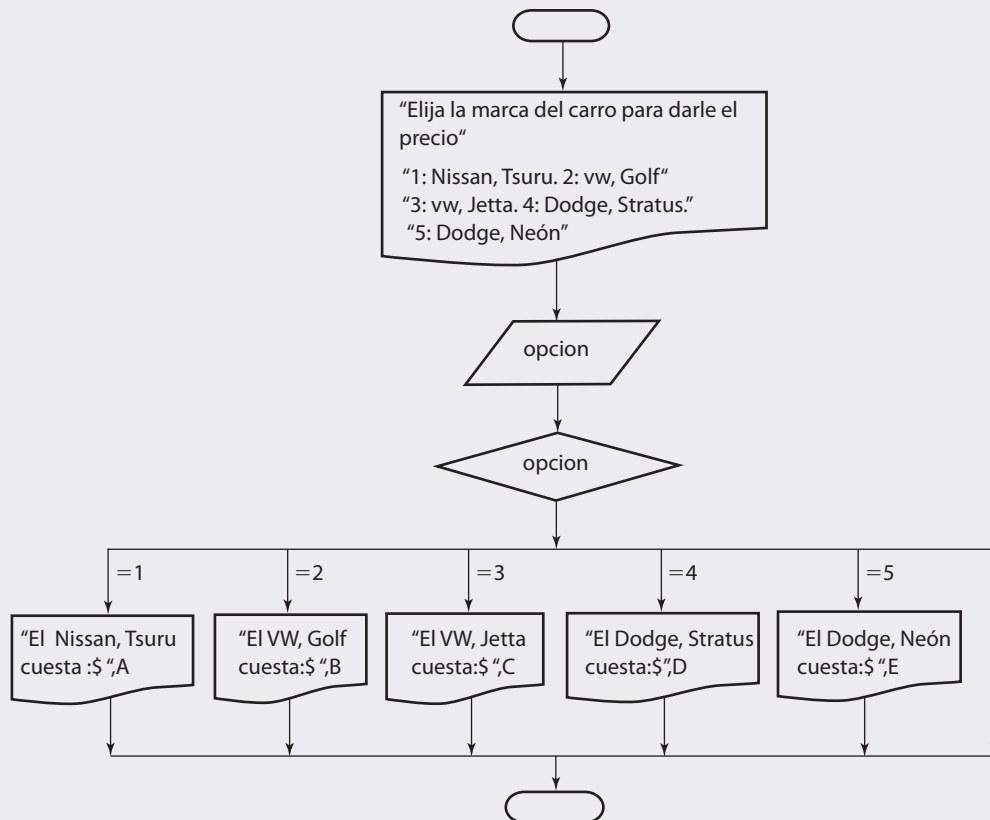 “Elija la marca del carro para darle el
precio“
“1: Nissan, Tsuru. 2: vw, Golf“
“3: vw, Jetta. 4: Dodge, Stratus.”
“5: Dodge, Neón”
opcion
opcion
=1
=2
=3
=4
=5
“El Nissan, Tsuru
cuesta :$ “,A
“El VW, Golf
cuesta:$ “,B
“El VW, Jetta
cuesta:$ “,C
“El Dodge, Stratus
cuesta:$”,D
“El Dodge, Neón
cuesta:$ “,E